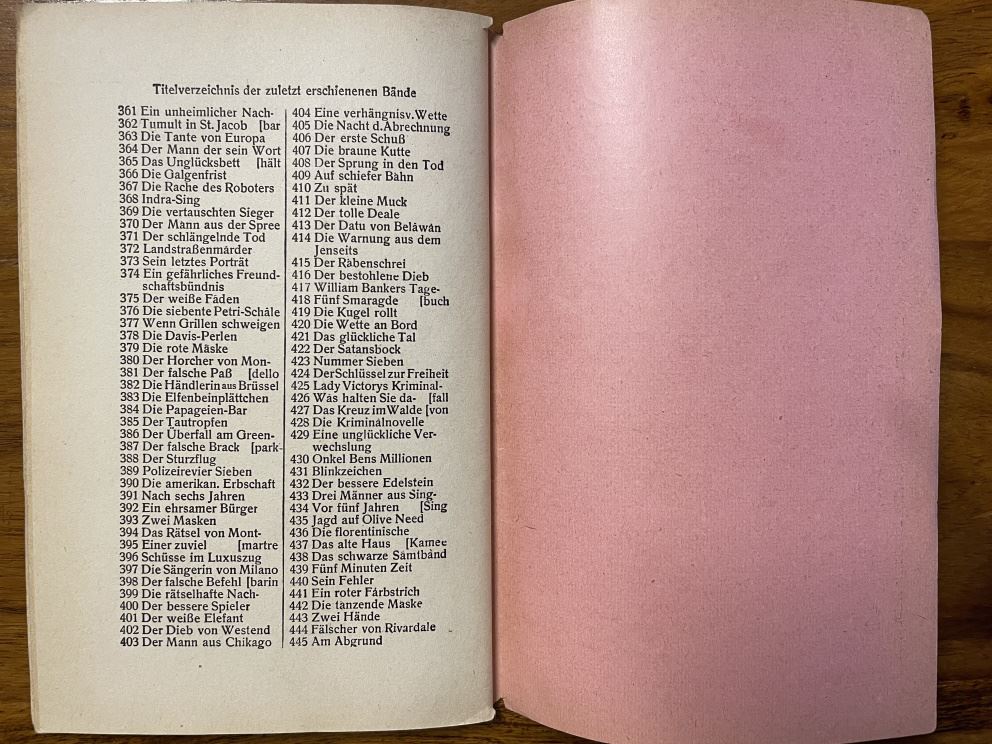 Titelverzeichnis der zuletzt erschienenen Bände
361 Ein unheimlicher Nach-
362 Tumult in St. Jacob [bar
363 Die Tante von Europa
364 Der Mann der sein Wort
365 Das Unglücksbett [hält
366 Die Galgenfrist
367 Die Rache des Roboters
368 Indra-Sing
369 Die vertauschten Sieger
370 Der Mann aus der Spree
371 Der schlängelnde Tod
372 Landstraßenmärder
373 Sein letztes Porträt
374 Ein gefährliches Freund-
schaftsbündnis
375 Der weiße Faden
376 Die siebente Petri-Schale
377 Wenn Grillen schweigen
378 Die Davis-Perlen
379 Die rote Maske
380 Der Horcher von Mon-
381 Der falsche Paß [dello
382 Die Händlerin aus Brüssel
383 Die Elfenbeinplättchen
384 Die Papageien-Bar
385 Der Tautropfen
386 Der Überfall am Green-
387 Der falsche Brack [park-
388 Der Sturzflug
389 Polizeirevier Sieben
390 Die amerikan. Erbschaft
391 Nach sechs Jahren
392 Ein ehrsamer Bürger
393 Zwei Masken
394 Das Rätsel von Mont-
395 Einer zuviel [martre
396 Schüsse im Luxuszug
397 Die Sängerin von Milano
398 Der falsche Befehl [barin
399 Die rätselhafte Nach-
400 Der bessere Spieler
401 Der weiße Elefant
402 Der Dieb von Westend
403 Der Mann aus Chikago
404 Eine verhängnisv. Wette
405 Die Nacht d. Abrechnung
406 Der erste Schuß
407 Die braune Kutte
408 Der Sprung in den Tod
409 Auf schiefer Bahn
410 Zu spät
411 Der kleine Muck
412 Der tolle Deale
413 Der Datu von Belawan
414 Die Warnung aus dem
Jenseits
415 Der Rabenschrei
416 Der bestohlene Dieb
417 William Bankers Tage-
418 Fünf Smaragde [buch
419 Die Kugel rollt
420 Die Wette an Bord
421 Das glückliche Tal
422 Der Satansbock
423 Nummer Sieben
424 Der Schlüssel zur Freiheit
425 Lady Victorys Kriminal-
426 Was halten Sie da- [fall
427 Das Kreuz im Walde [von
428 Die Kriminalnovelle
429 Eine unglückliche Ver-
wechslung
430 Onkel Bens Millionen
431 Blinkzeichen
432 Der bessere Edelstein
433 Drei Männer aus Sing-
434 Vor fünf Jahren [Sing
435 Jagd auf Olive Need
436 Die florentinische
437 Das alte Haus [Kamee
438 Das schwarze Samtband
439 Fünf Minuten Zeit
440 Sein Fehler
441 Ein roter Farbstrich
442 Die tanzende Maske
443 Zwei Hände
444 Fälscher von Rivardale
445 Am Abgrund